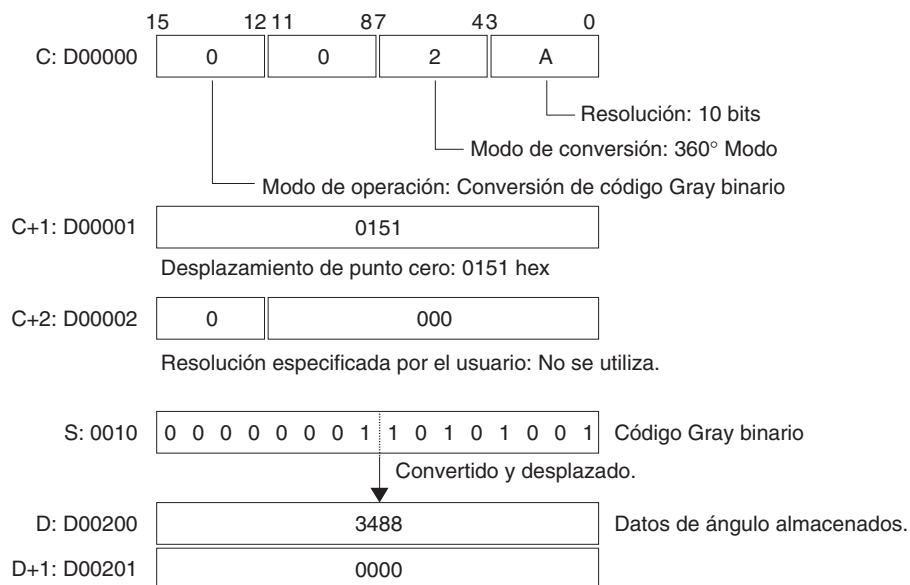 15 12 11 87 43 0
C: D00000 0 0 2 A
Resolución: 10 bits
Modo de conversión: 360° Modo
Modo de operación: Conversión de código Gray binario
C+1: D00001 0151
Desplazamiento de punto cero: 0151 hex
C+2: D00002 0 000
Resolución especificada por el usuario: No se utiliza.
S: 0010 0 0 0 0 0 0 0 1 1 0 1 0 1 0 0 1 Código Gray binario
Convertido y desplazado.
D: D00200 3488 Datos de ángulo almacenados.
D+1: D00201 0000